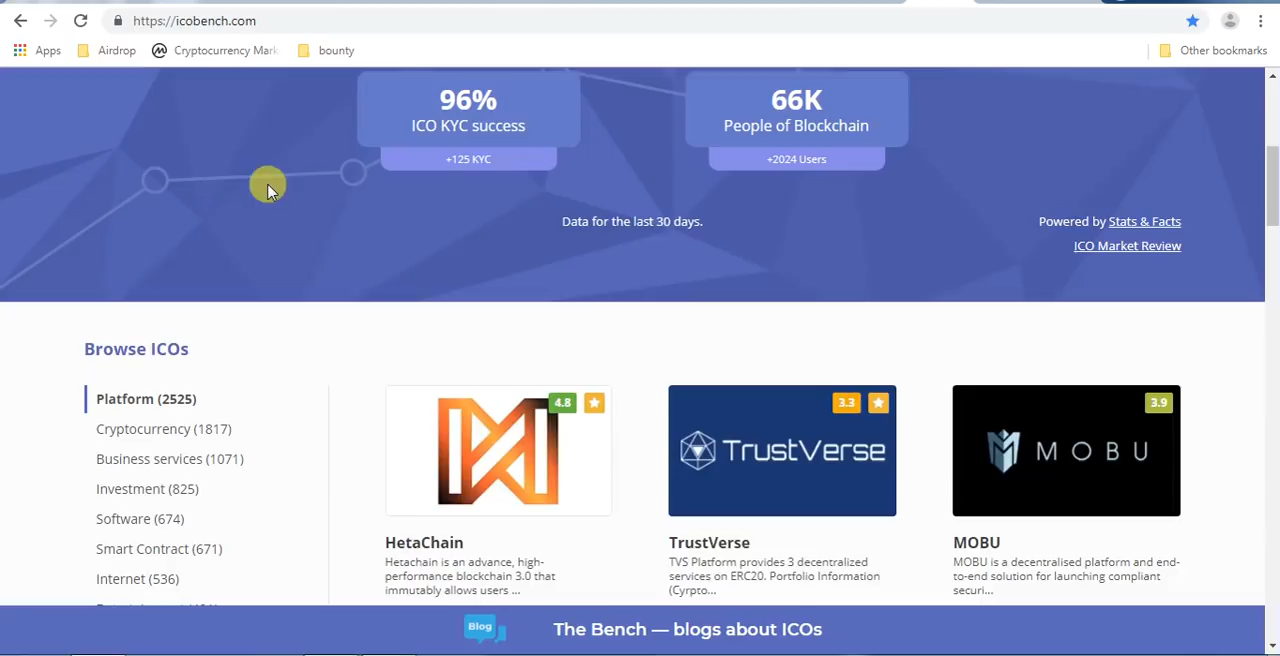 https://icobench.com
Apps
Airdrop
Cryptocurrency Mark
bounty
Other bookmarks
96%
ICO KYC success
+125 KYC
66K
People of Blockchain
+2024 Users
Data for the last 30 days.
Powered by Stats & Facts
ICO Market Review
Browse ICOs
Platform (2525)
Cryptocurrency (1817)
Business services (1071)
Investment (825)
Software (674)
Smart Contract (671)
Internet (536)
4.8
HetaChain
Hetachain is an advance, high-
performance blockchain 3.0 that
immutably allows users ...
3.3
TrustVerse
TrustVerse
TVS Platform provides 3 decentralized
services on ERC20. Portfolio Information
(Cyrpto...
3.9
MOBU
MOBU
MOBU is a decentralised platform and end-
to-end solution for launching compliant
securi...
Blog
The Bench — blogs about ICOs